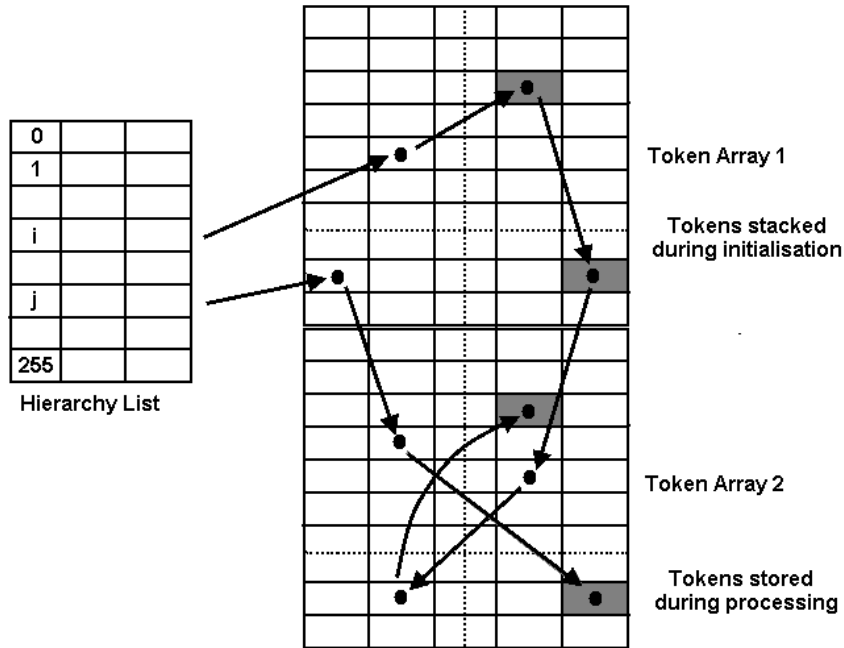 0
1
i
j
255
Hierarchy List
Token Array 1
Tokens stacked
during initialisation
Token Array 2
Tokens stored
during processing